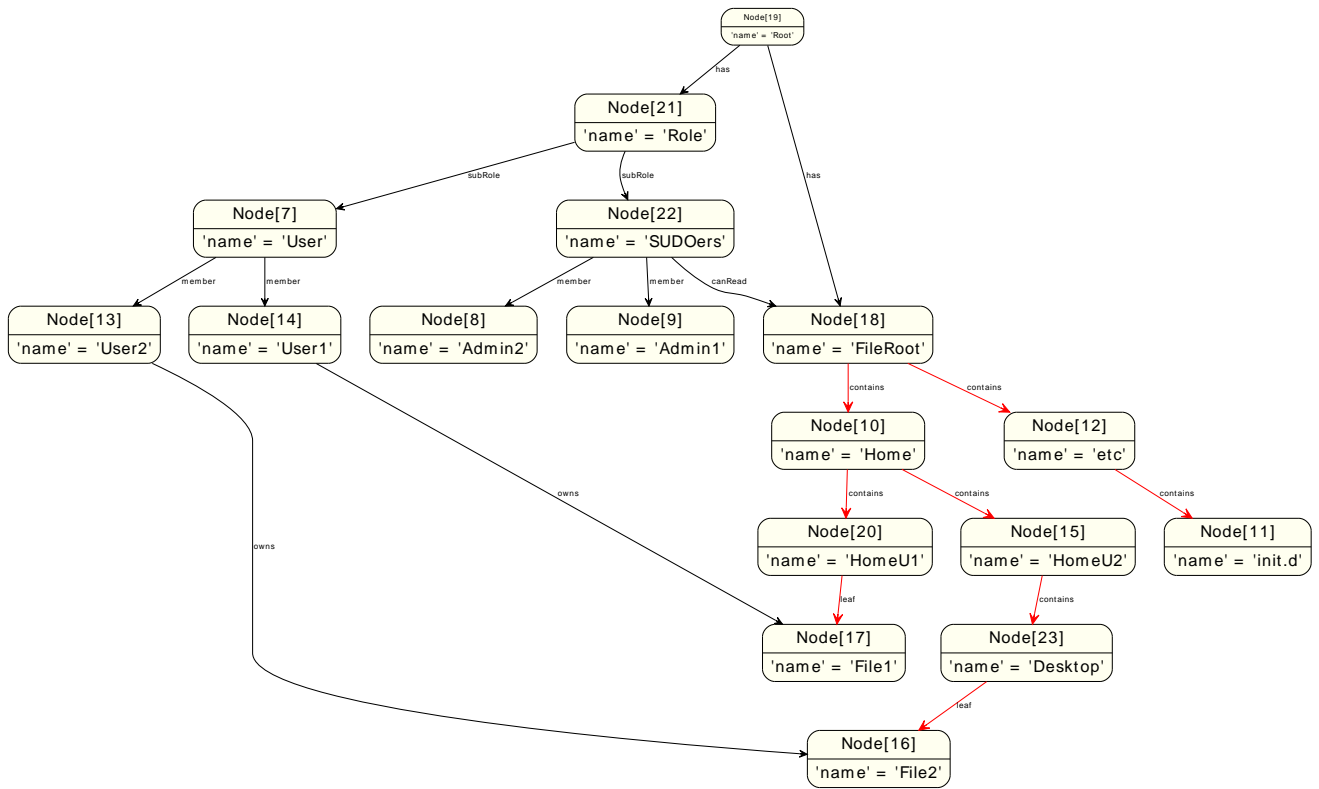 Node[19]
'name' = 'Root'
has
Node[21]
'name' = 'Role'
subRole
subRole
has
Node[7]
'name' = 'User'
Node[22]
'name' = 'SUDOers'
member
member
member
member
canRead
Node[13]
'name' = 'User2'
Node[14]
'name' = 'User1'
Node[8]
'name' = 'Admin2'
Node[9]
'name' = 'Admin1'
Node[18]
'name' = 'FileRoot'
contains
contains
Node[10]
'name' = 'Home'
Node[12]
'name' = 'etc'
owns
contains
contains
contains
owns
Node[20]
'name' = 'HomeU1'
Node[15]
'name' = 'HomeU2'
Node[11]
'name' = 'init.d'
leaf
contains
Node[17]
'name' = 'File1'
Node[23]
'name' = 'Desktop'
leaf
Node[16]
'name' = 'File2'